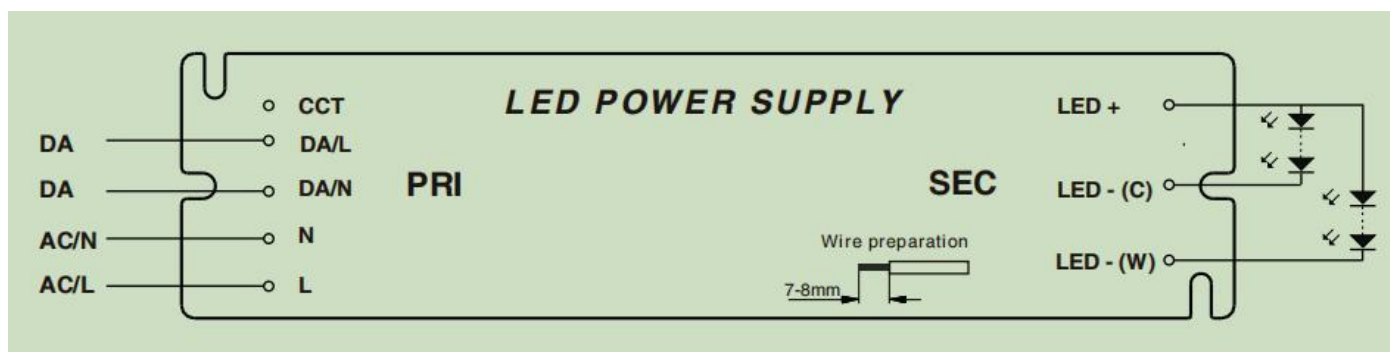 LED POWER SUPPLY
CCT
DA
DA/L
DA
DA/N
AC/N
N
AC/L
L
PRI
SEC
LED +
LED - (C)
LED - (W)
Wire preparation
7-8mm